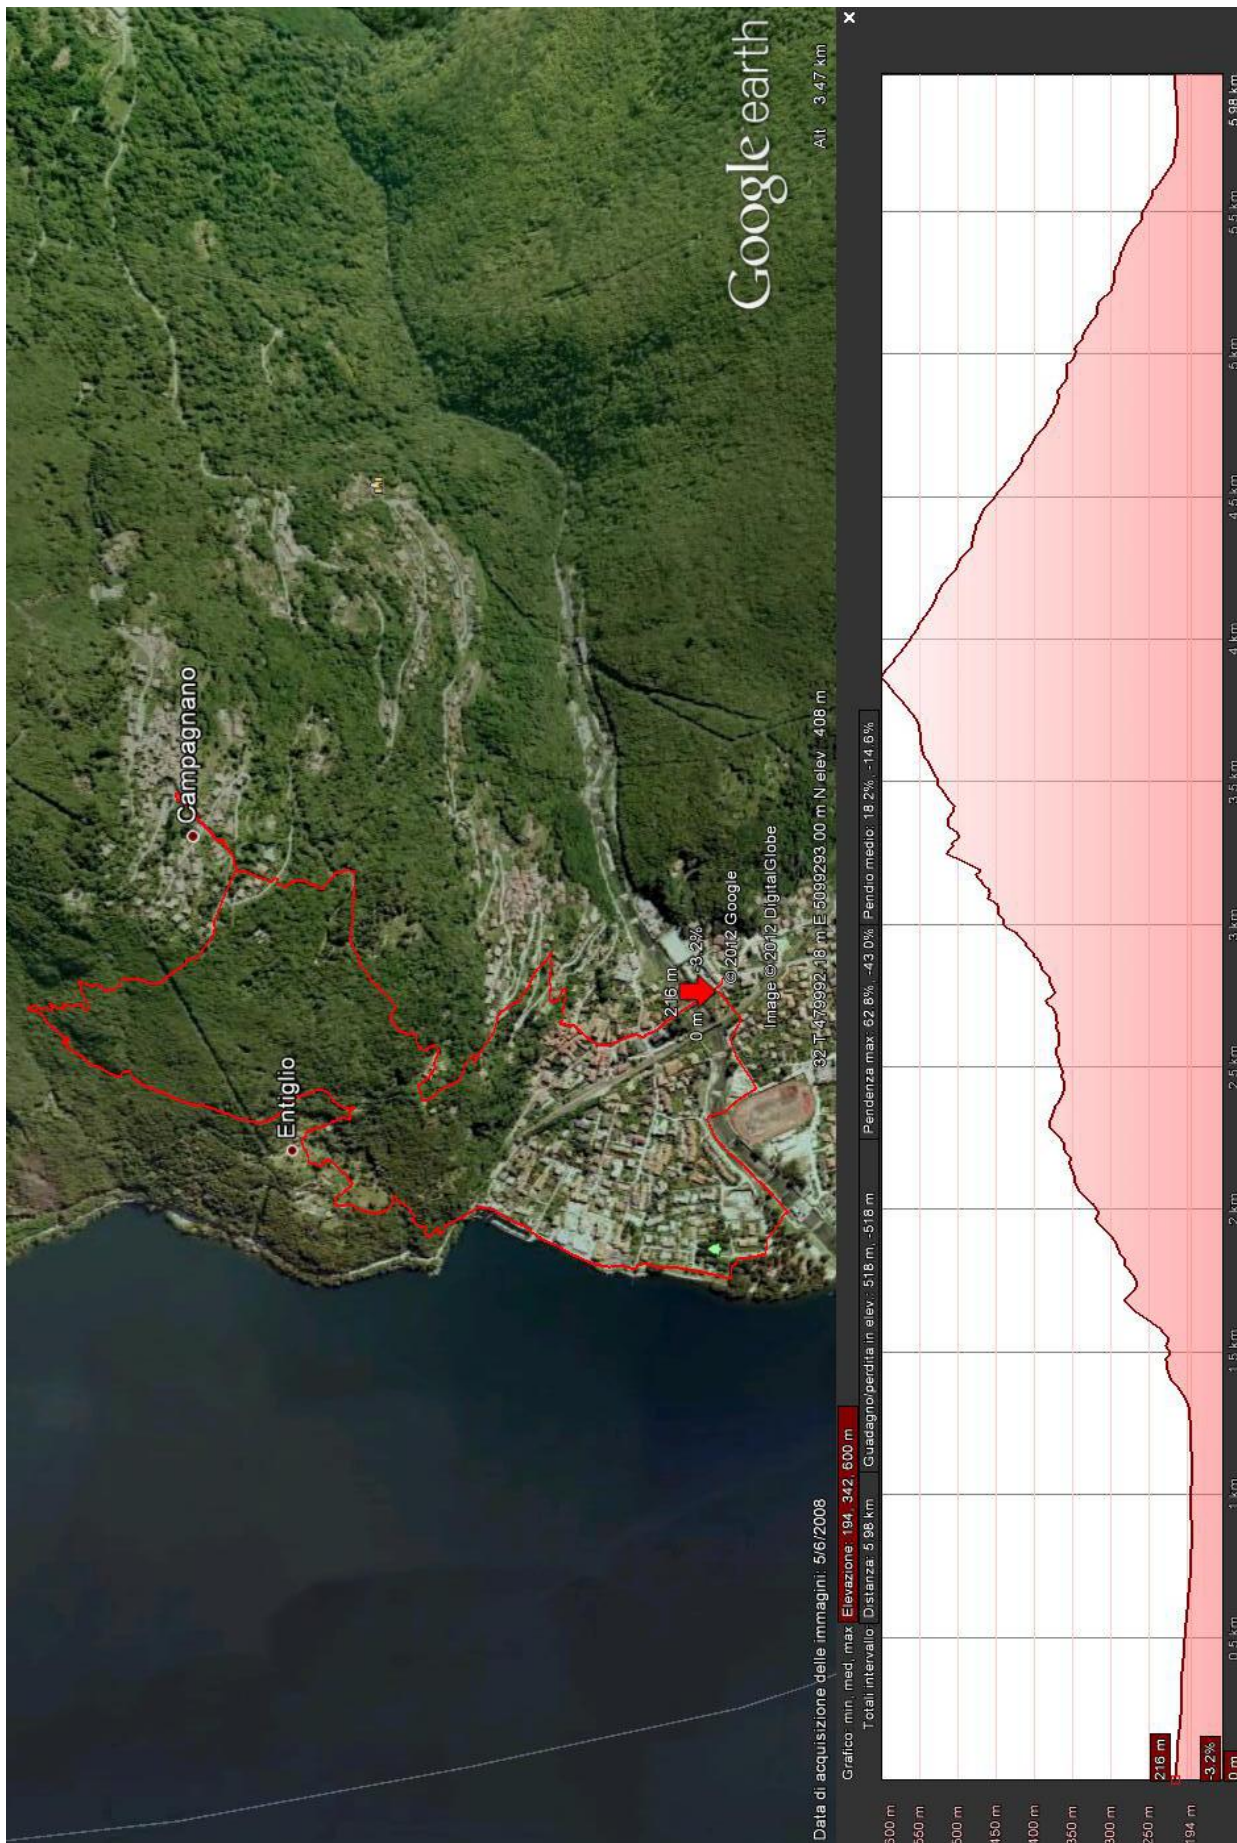 Campagnano
Entiglio
216 m
0 m -3.2%
© 2012 Google
Image © 2012 DigitalGlobe
Google earth
Data di acquisizione delle immagini: 5/6/2008
32 T 479992.18 m E 5099293.00 m N elev 408 m
Alt 3.47 km
Grafico: min, med, max Elevazione: 194, 342, 600 m
Totali intervallo: Distanza: 5.98 km Guadagno/perdita in elev.: 518 m, -518 m Pendenza max: 62.8%, -43.0% Pendio medio: 18.2%, -14.6%
600 m
550 m
500 m
450 m
400 m
350 m
300 m
250 m
194 m
216 m
-3.2%
0 m
0.5 km 1 km 1.5 km 2 km 2.5 km 3 km 3.5 km 4 km 4.5 km 5 km 5.5 km 5.98 km